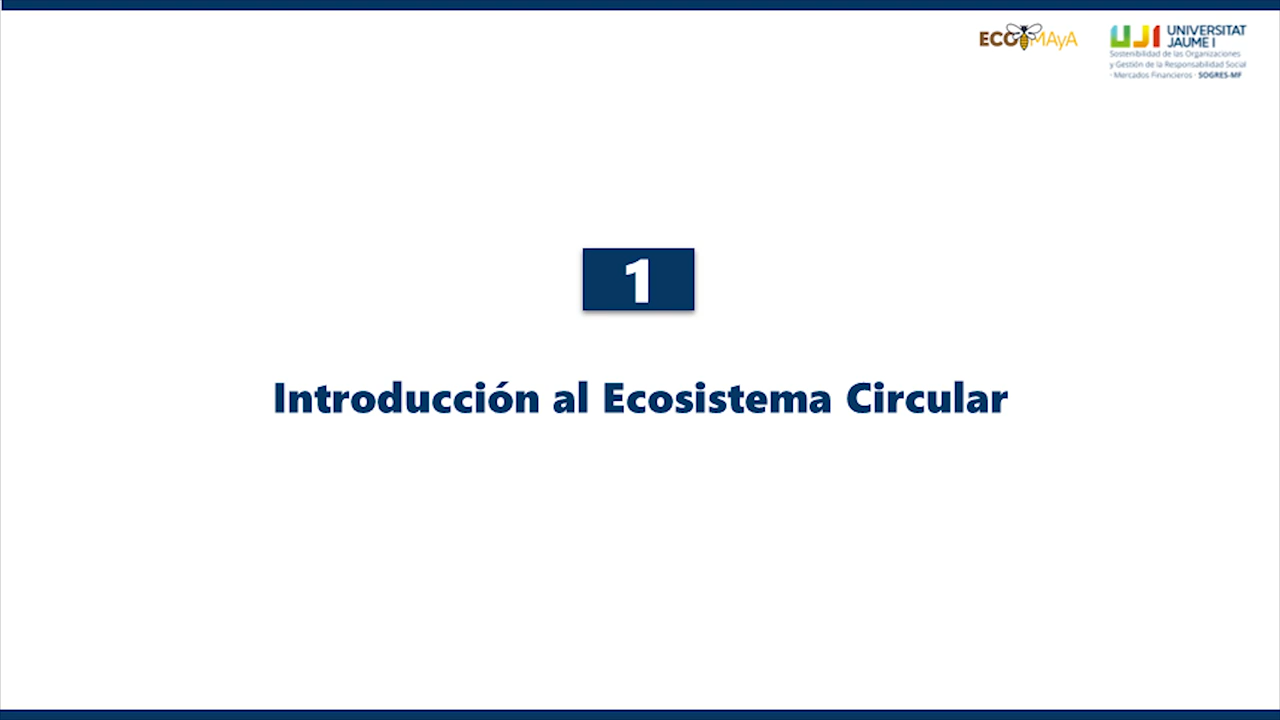 ECOMAyA
UNIVERSITAT
JAUME I
Sostenibilidad de las Organizaciones
y Gestión de la Responsabilidad Social
· Mercados Financieros · SOGRES-MF
1
Introducción al Ecosistema Circular